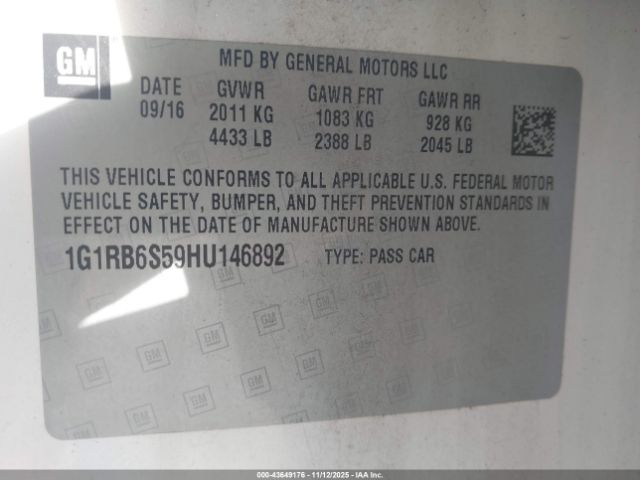 GM
MFD BY GENERAL MOTORS LLC
DATE GVWR GAWR FRT GAWR RR
09/16 2011 KG 1083 KG 928 KG
4433 LB 2388 LB 2045 LB
THIS VEHICLE CONFORMS TO ALL APPLICABLE U.S. FEDERAL MOTOR
VEHICLE SAFETY, BUMPER, AND THEFT PREVENTION STANDARDS IN
EFFECT ON THE DATE OF MANUFACTURE SHOWN ABOVE.
1G1RB6S59HU146892 TYPE: PASS CAR
000-43649176 - 11/12/2025 - IAAI Inc.